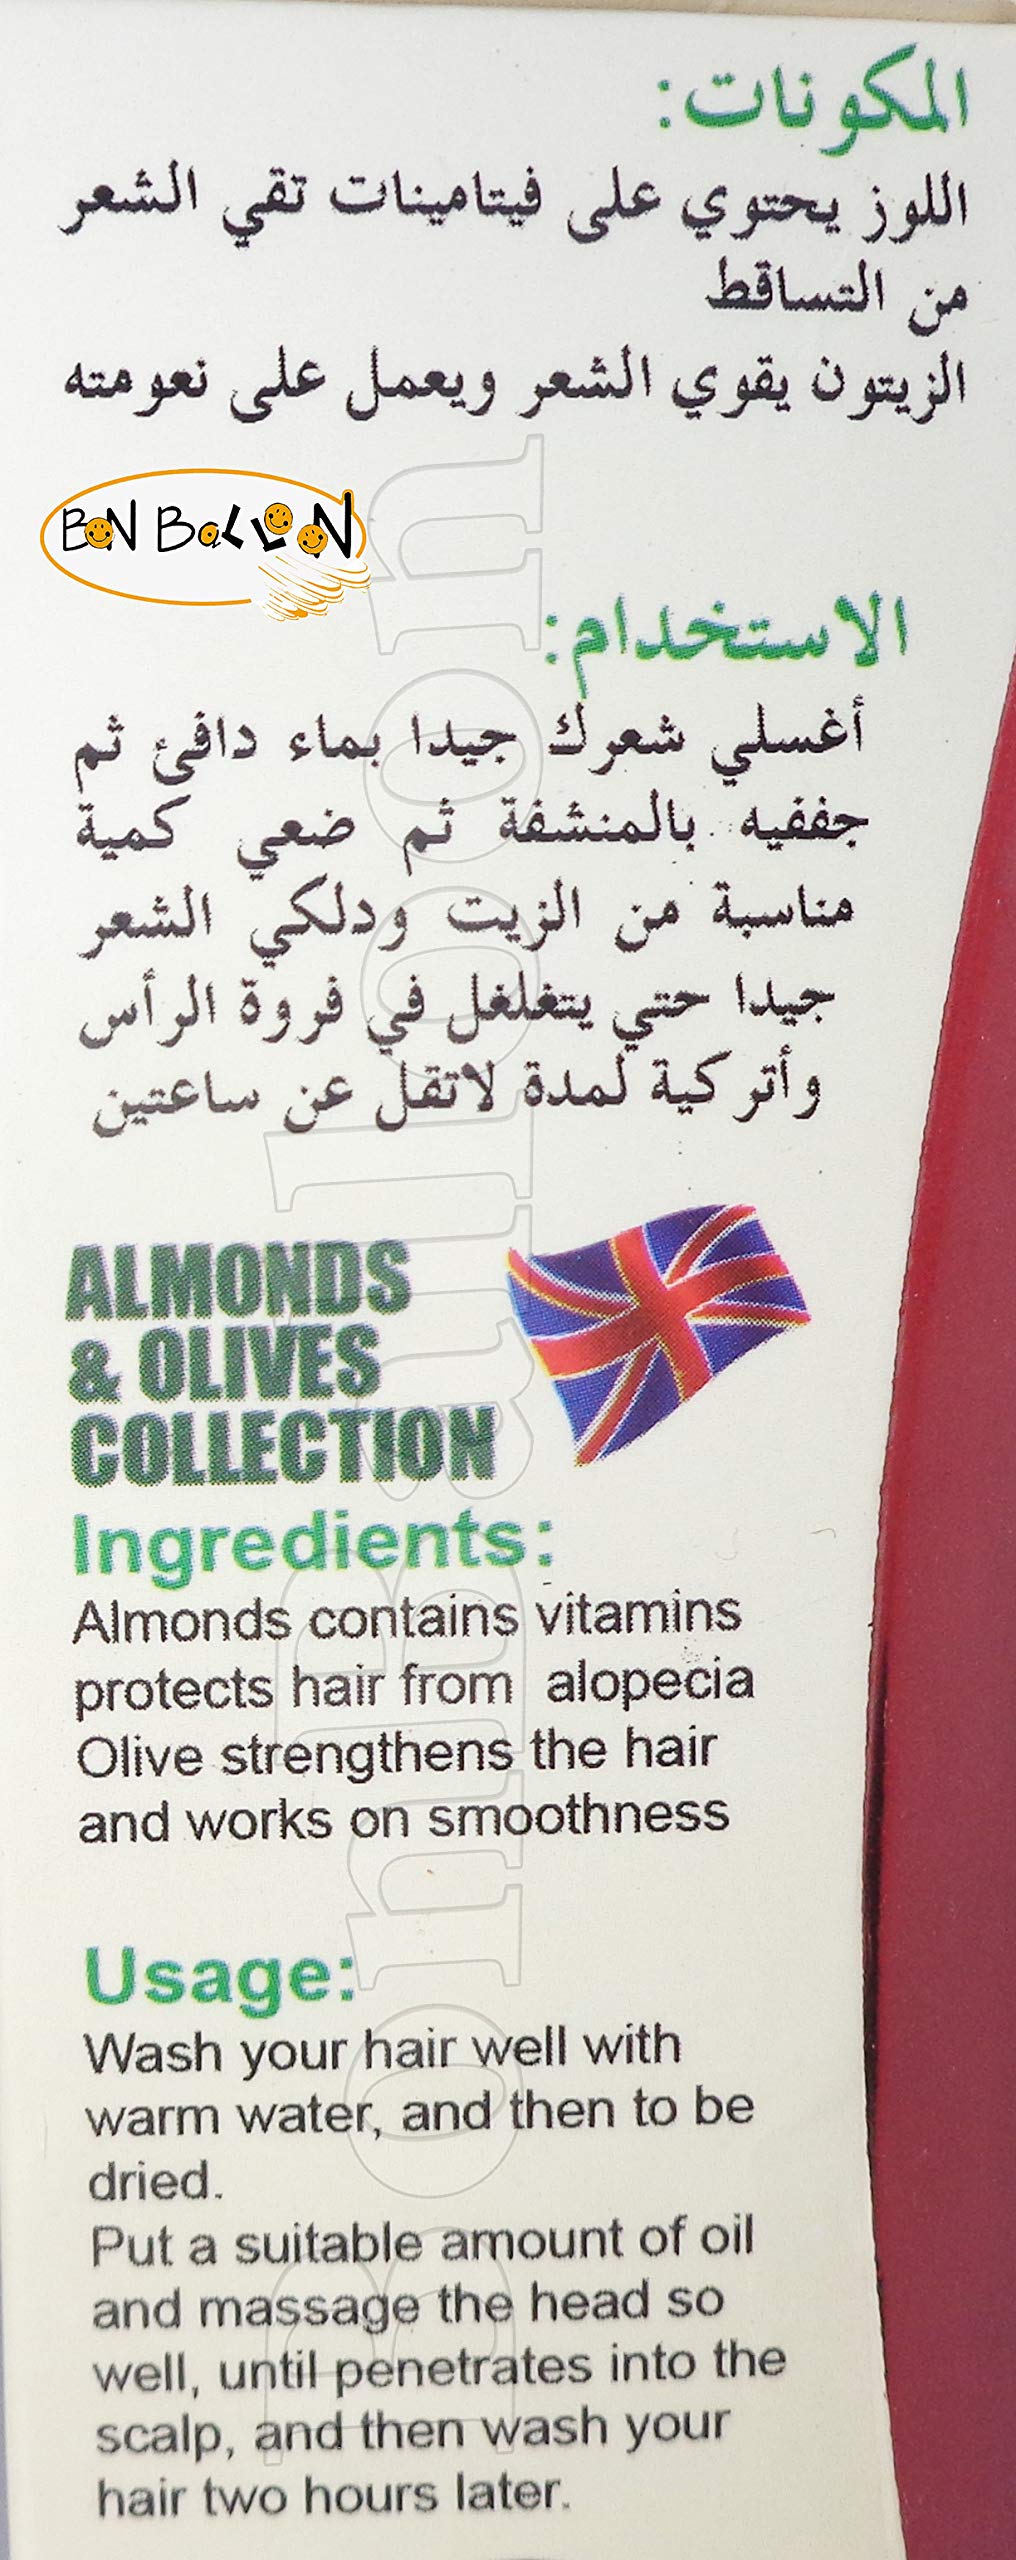 المكونات:
اللوز يحتوي على فيتامينات تقي الشعر
من التساقط
الزيتون يقوي الشعر ويعمل على نعومته
BON BALLOON
الاستخدام:
أغسلي شعرك جيدا بماء دافئ ثم
جففيه بالمنشفة ثم ضعي كمية
مناسبة من الزيت ودلكي الشعر
جيدا حتي يتغلغل في فروة الرأس
وأتركية لمدة لاتقل عن ساعتين
ALMONDS
& OLIVES
COLLECTION
Ingredients:
Almonds contains vitamins
protects hair from alopecia
Olive strengthens the hair
and works on smoothness
Usage:
Wash your hair well with
warm water, and then to be
dried.
Put a suitable amount of oil
and massage the head so
well, until penetrates into the
scalp, and then wash your
hair two hours later.
BonBalloon